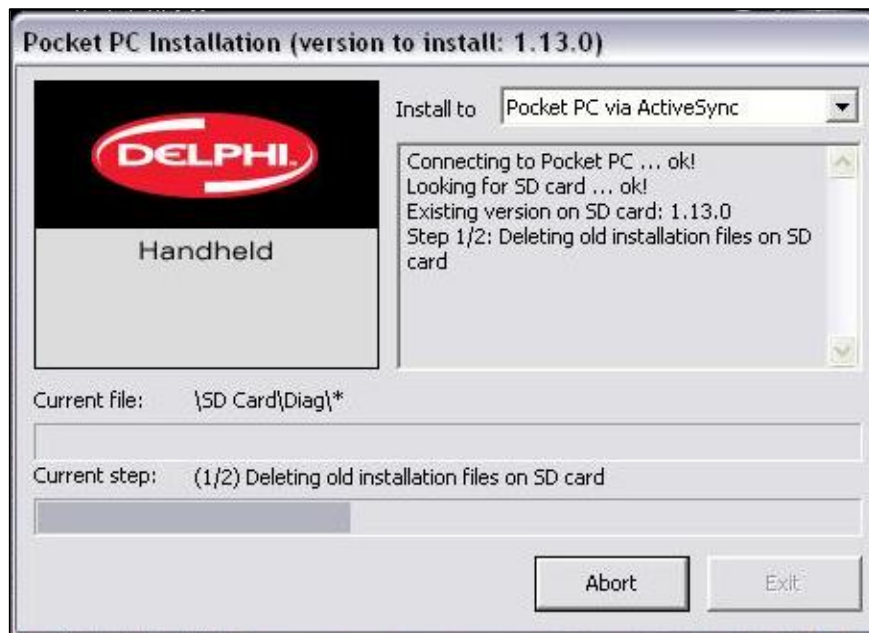 Pocket PC Installation (version to install: 1.13.0)
DELPHI
Handheld
Install to
Pocket PC via ActiveSync
Connecting to Pocket PC ... ok!
Looking for SD card ... ok!
Existing version on SD card: 1.13.0
Step 1/2: Deleting old installation files on SD
card
Current file: \SD Card\Diag\*
Current step: (1/2) Deleting old installation files on SD card
Abort
Exit